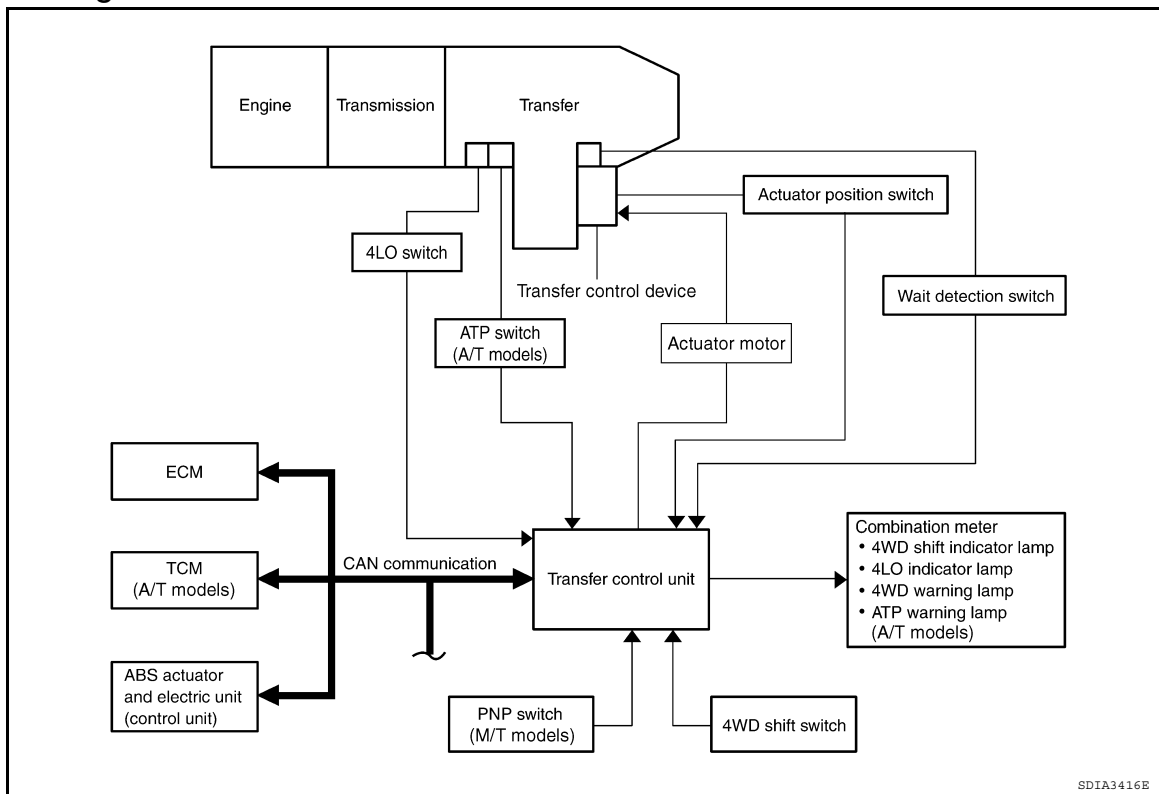 Engine
Transmission
Transfer
Actuator position switch
4LO switch
Transfer control device
Wait detection switch
ATP switch
(A/T models)
Actuator motor
ECM
TCM
(A/T models)
CAN communication
Transfer control unit
Combination meter
• 4WD shift indicator lamp
• 4LO indicator lamp
• 4WD warning lamp
• ATP warning lamp
(A/T models)
ABS actuator
and electric unit
(control unit)
PNP switch
(M/T models)
4WD shift switch
SDIA3416E